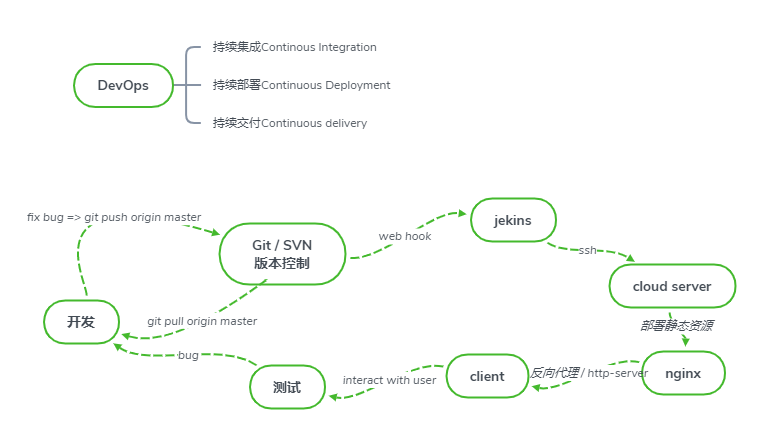 持续集成Continous Integration
DevOps
持续部署Continuous Deployment
持续交付Continuous delivery
fix bug => git push origin master
jekins
web hook
Git / SVN
版本控制
ssh
cloud server
开发
git pull origin master
部署静态资源
bug
反向代理 / http-server
nginx
client
interact with user
测试